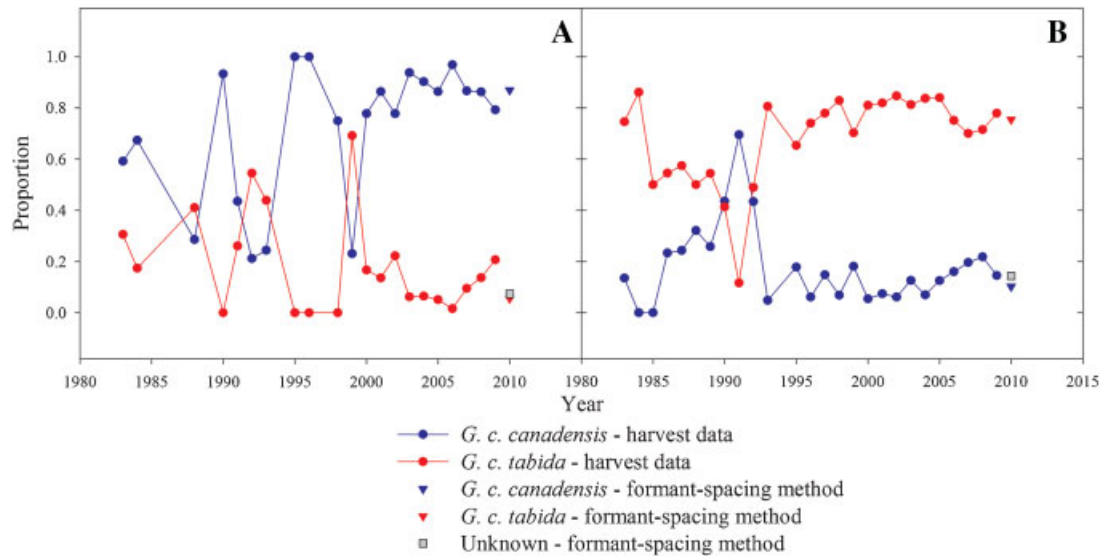 A
B
1.0
0.8
0.6
0.4
0.2
0.0
Proportion
1980 1985 1990 1995 2000 2005 2010 1980 1985 1990 1995 2000 2005 2010 2015
Year
G. c. canadensis - harvest data
G. c. tabida - harvest data
G. c. canadensis - formant-spacing method
G. c. tabida - formant-spacing method
Unknown - formant-spacing method